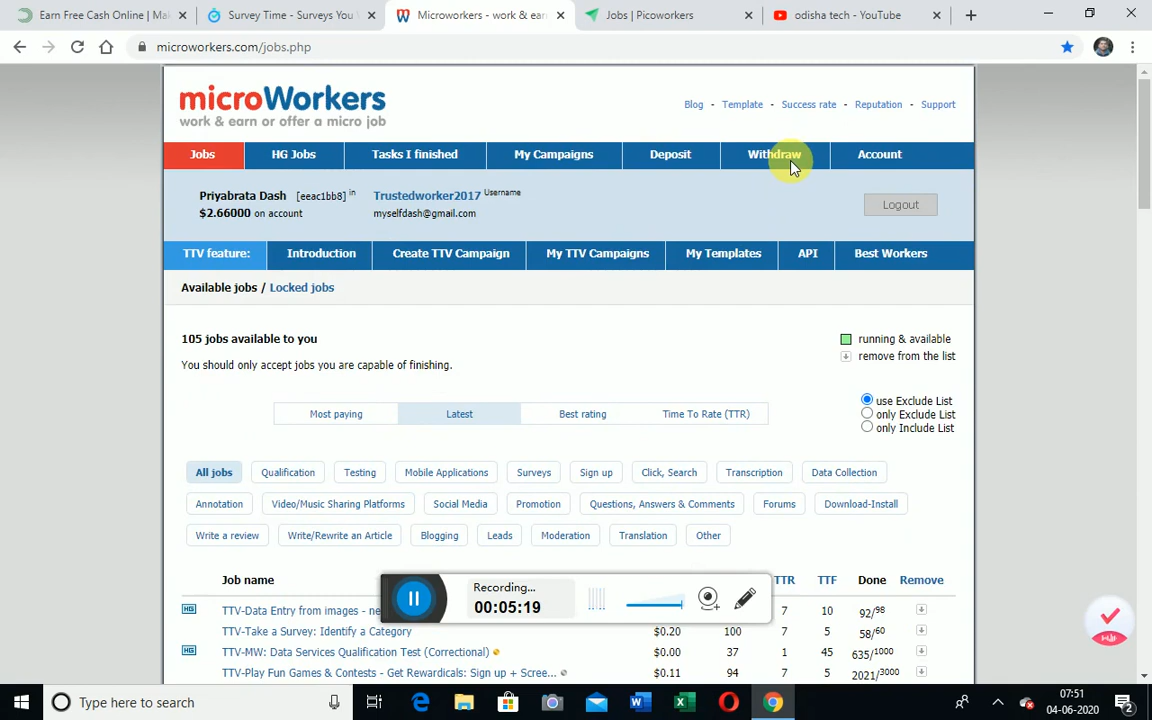 Earn Free Cash Online | Mak
Survey Time - Surveys You W
Microworkers - work & earn
Jobs | Picoworkers
odisha tech - YouTube
microworkers.com/jobs.php
microWorkers
work & earn or offer a micro job
Blog - Template - Success rate - Reputation - Support
Jobs HG Jobs Tasks I finished My Campaigns Deposit Withdraw Account
Priyabrata Dash [eeac1bb8] in Trustedworker2017 Username
$2.66000 on account myselfdash@gmail.com
Logout
TTV feature: Introduction Create TTV Campaign My TTV Campaigns My Templates API Best Workers
Available jobs / Locked jobs
105 jobs available to you
running & available
You should only accept jobs you are capable of finishing.
remove from the list
use Exclude List
only Exclude List
only Include List
Most paying Latest Best rating Time To Rate (TTR)
All jobs Qualification Testing Mobile Applications Surveys Sign up Click, Search Transcription Data Collection
Annotation Video/Music Sharing Platforms Social Media Promotion Questions, Answers & Comments Forums Download-Install
Write a review Write/Rewrite an Article Blogging Leads Moderation Translation Other
Job name TTR TTF Done Remove
Recording...
00:05:19
HG TTV-Data Entry from images - ne 7 10 92/98
TTV-Take a Survey: Identify a Category $0.20 100 7 5 58/60
HG TTV-MW: Data Services Qualification Test (Correctional) $0.00 37 1 45 635/1000
TTV-Play Fun Games & Contests - Get Rewardicals: Sign up + Scree... $0.11 94 7 5 2021/3000
Type here to search
07:51
04-06-2020
2